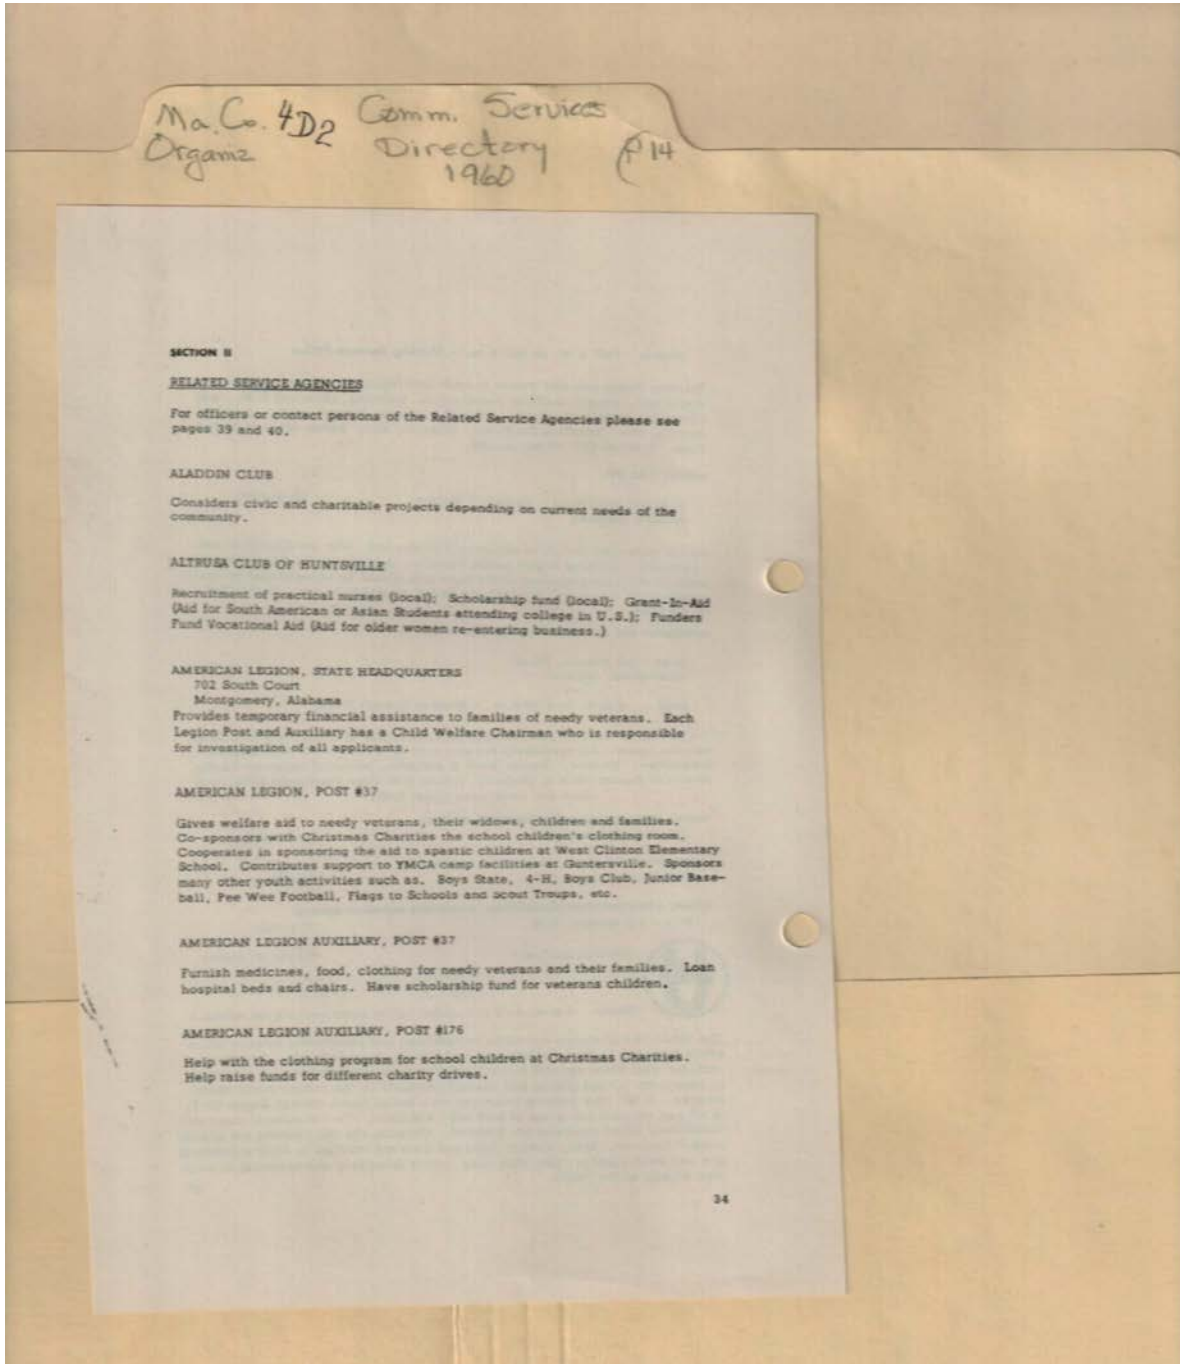 Ma. Co. 4D2 Comm. Services
Organiz Directory P14
1960
SECTION II
RELATED SERVICE AGENCIES
For officers or contact persons of the Related Service Agencies please see
pages 39 and 40.
ALADDIN CLUB
Considers civic and charitable projects depending on current needs of the
community.
ALTRUSA CLUB OF HUNTSVILLE
Recruitment of practical nurses (local); Scholarship fund (local); Grant-In-Aid
(Aid for South American or Asian Students attending college in U.S.); Funders
Fund Vocational Aid (Aid for older women re-entering business.)
AMERICAN LEGION, STATE HEADQUARTERS
702 South Court
Montgomery, Alabama
Provides temporary financial assistance to families of needy veterans. Each
Legion Post and Auxiliary has a Child Welfare Chairman who is responsible
for investigation of all applicants.
AMERICAN LEGION, POST #37
Gives welfare aid to needy veterans, their widows, children and families.
Co-sponsors with Christmas Charities the school children's clothing room.
Cooperates in sponsoring the aid to spastic children at West Clinton Elementary
School. Contributes support to YMCA camp facilities at Guntersville. Sponsors
many other youth activities such as. Boys State, 4-H, Boys Club, Junior Base-
ball, Pee Wee Football, Flags to Schools and Scout Troups, etc.
AMERICAN LEGION AUXILIARY, POST #37
Furnish medicines, food, clothing for needy veterans and their families. Loan
hospital beds and chairs. Have scholarship fund for veterans children.
AMERICAN LEGION AUXILIARY, POST #176
Help with the clothing program for school children at Christmas Charities.
Help raise funds for different charity drives.
34